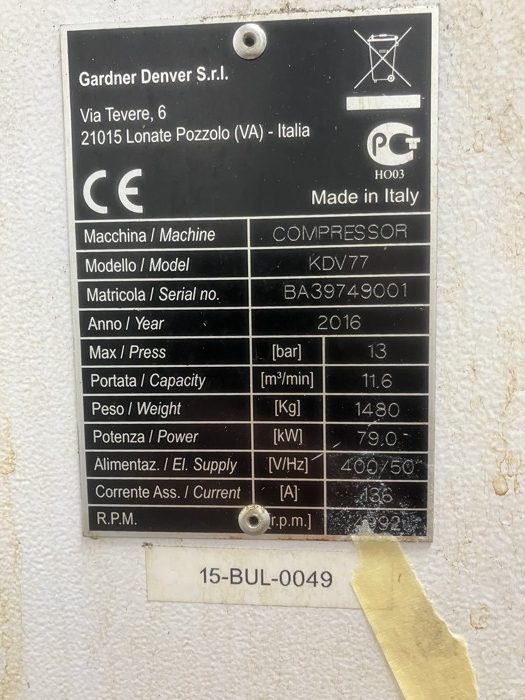 Gardner Denver S.r.l.
Via Tevere, 6
21015 Lonate Pozzolo (VA) - Italia
CE
PCT
HO03
Made in Italy
Macchina / Machine COMPRESSOR
Modello / Model KDV77
Matricola / Serial no. BA39749001
Anno / Year 2016
Max / Press [bar] 13
Portata / Capacity [m³/min] 11.6
Peso / Weight [Kg] 1480
Potenza / Power [kW] 79.0
Alimentaz. / El. Supply [V/Hz] 400/50
Corrente Ass. / Current [A] 136
R.P.M. [r.p.m.]
15-BUL-0049